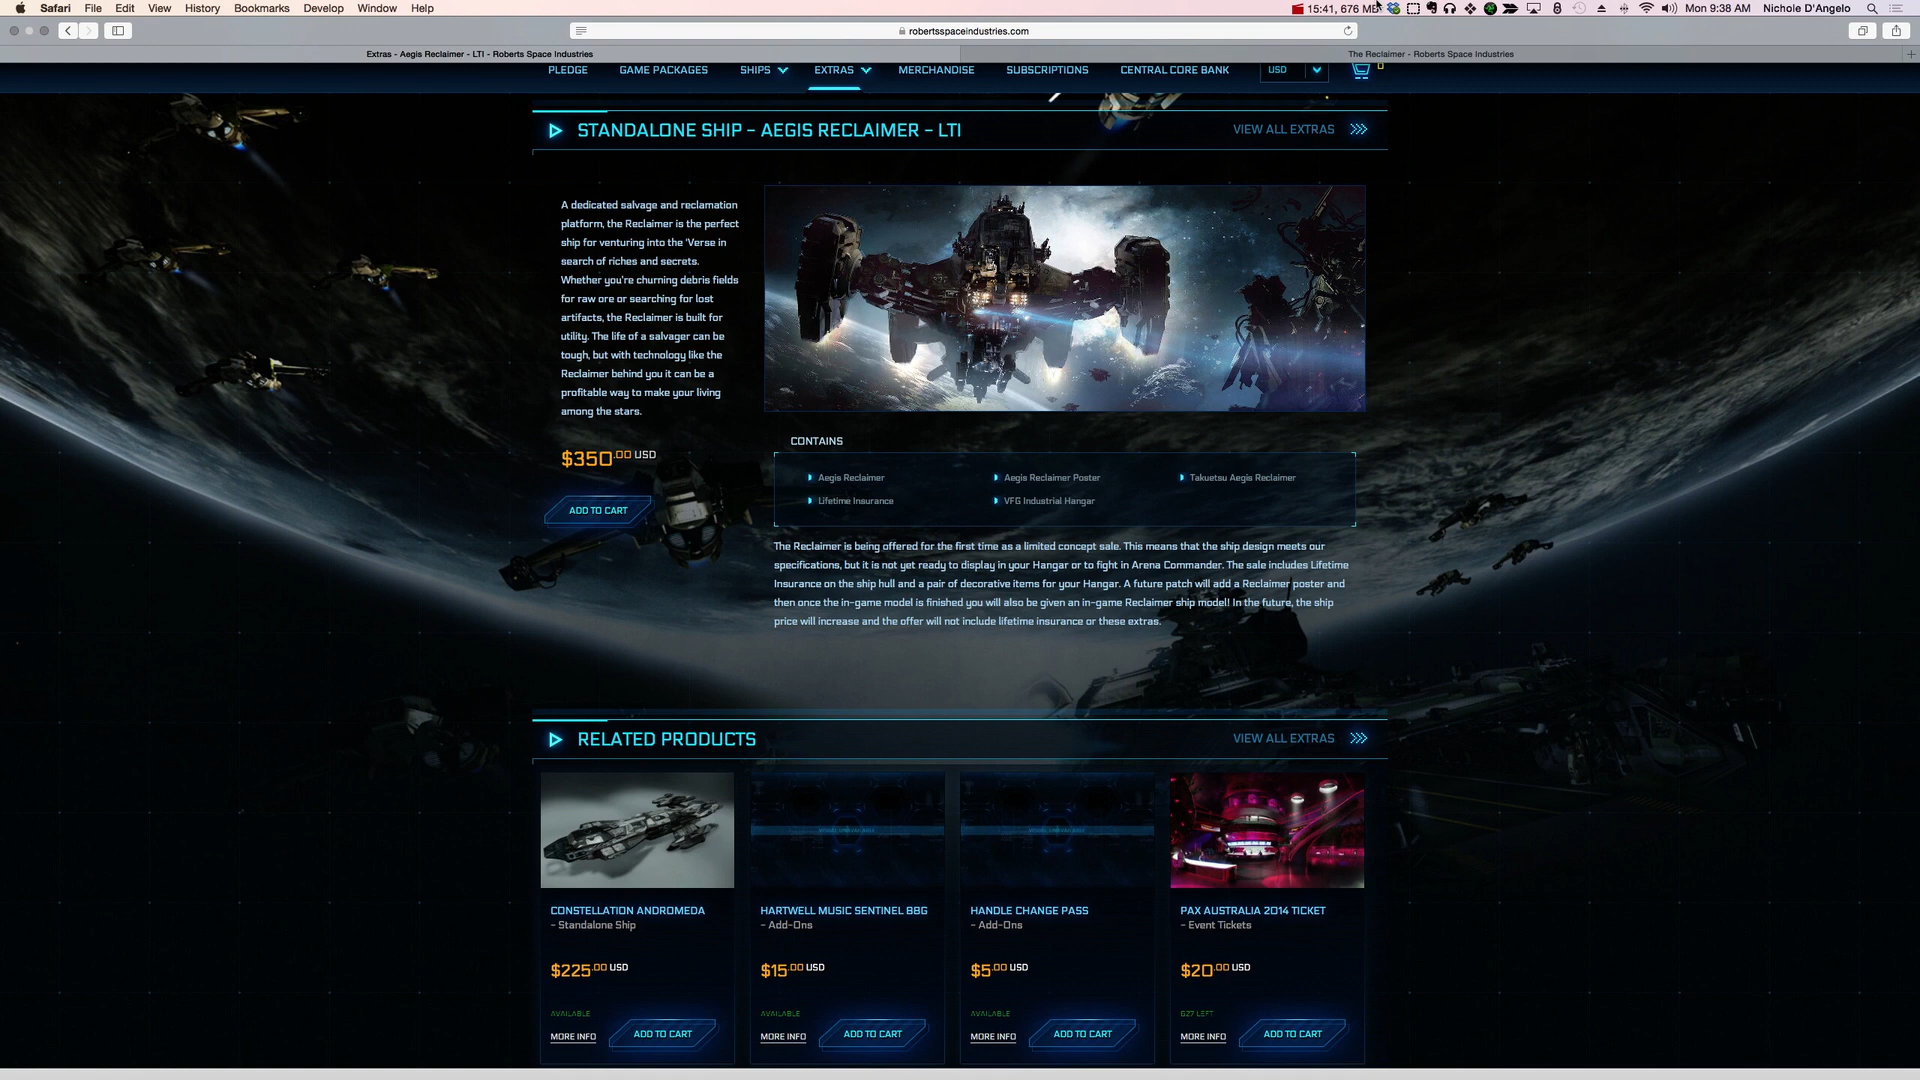 Safari File Edit View History Bookmarks Develop Window Help 15:41, 676 MB Mon 9:38 AM Nichole D'Angelo
robertsspaceindustries.com
Extras - Aegis Reclaimer - LTI - Roberts Space Industries The Reclaimer - Roberts Space Industries
PLEDGE GAME PACKAGES SHIPS EXTRAS MERCHANDISE SUBSCRIPTIONS CENTRAL CORE BANK USD 0
STANDALONE SHIP - AEGIS RECLAIMER - LTI VIEW ALL EXTRAS
A dedicated salvage and reclamation
platform, the Reclaimer is the perfect
ship for venturing into the 'Verse in
search of riches and secrets.
Whether you're churning debris fields
for raw ore or searching for lost
artifacts, the Reclaimer is built for
utility. The life of a salvager can be
tough, but with technology like the
Reclaimer behind you it can be a
profitable way to make your living
among the stars.
$350.00 USD
ADD TO CART
CONTAINS
Aegis Reclaimer Aegis Reclaimer Poster Takuetsu Aegis Reclaimer
Lifetime Insurance VFG Industrial Hangar
The Reclaimer is being offered for the first time as a limited concept sale. This means that the ship design meets our
specifications, but it is not yet ready to display in your Hangar or to fight in Arena Commander. The sale includes Lifetime
Insurance on the ship hull and a pair of decorative items for your Hangar. A future patch will add a Reclaimer poster and
then once the in-game model is finished you will also be given an in-game Reclaimer ship model! In the future, the ship
price will increase and the offer will not include lifetime insurance or these extras.
RELATED PRODUCTS VIEW ALL EXTRAS
CONSTELLATION ANDROMEDA
- Standalone Ship
$225.00 USD
AVAILABLE
MORE INFO ADD TO CART
HARTWELL MUSIC SENTINEL BBG
- Add-Ons
$15.00 USD
AVAILABLE
MORE INFO ADD TO CART
HANDLE CHANGE PASS
- Add-Ons
$5.00 USD
AVAILABLE
MORE INFO ADD TO CART
PAX AUSTRALIA 2014 TICKET
- Event Tickets
$20.00 USD
627 LEFT
MORE INFO ADD TO CART